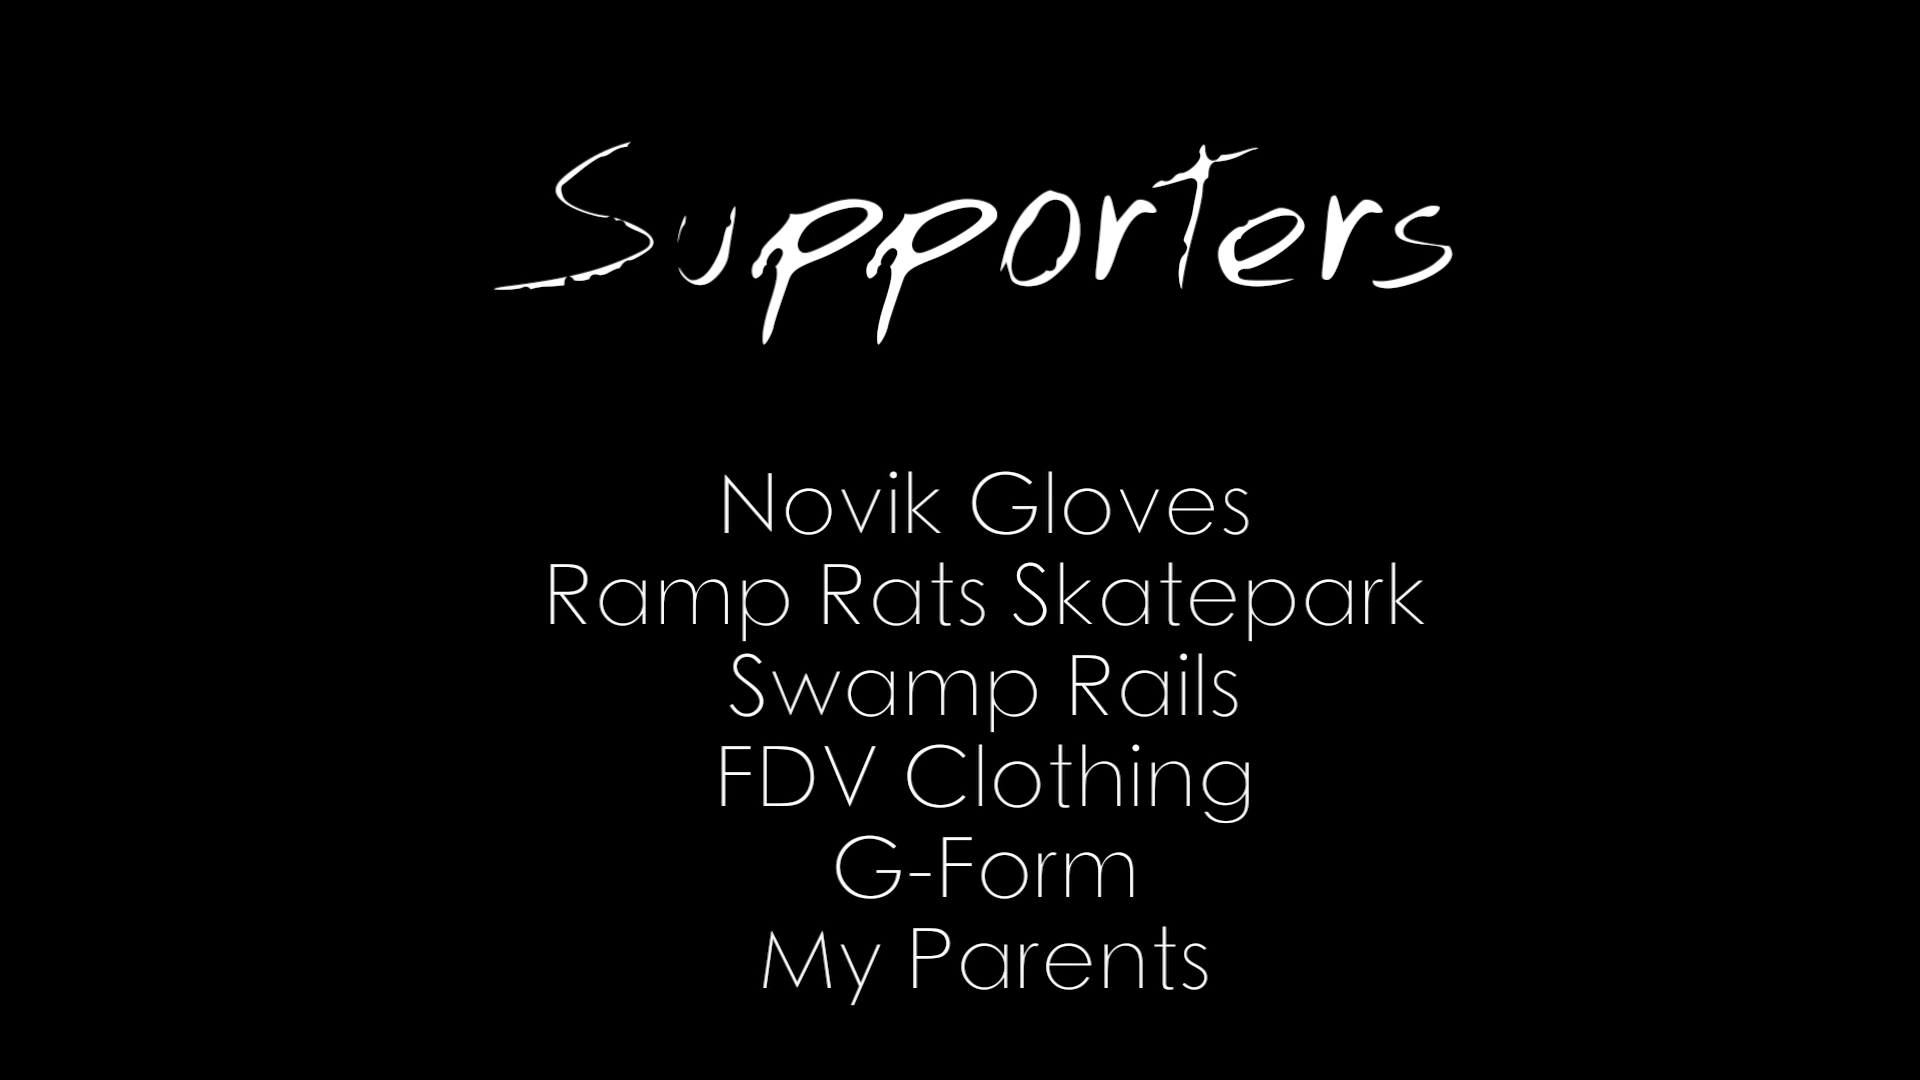 Supporters
Novik Gloves
Ramp Rats Skatepark
Swamp Rails
FDV Clothing
G-Form
My Parents